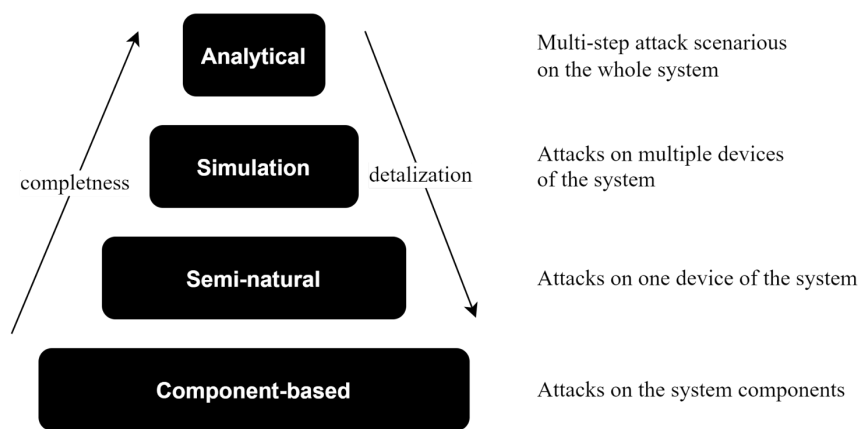 Analytical
Multi-step attack scenarious
on the whole system
Simulation
Attacks on multiple devices
of the system
completness
detalization
Semi-natural
Attacks on one device of the system
Component-based
Attacks on the system components